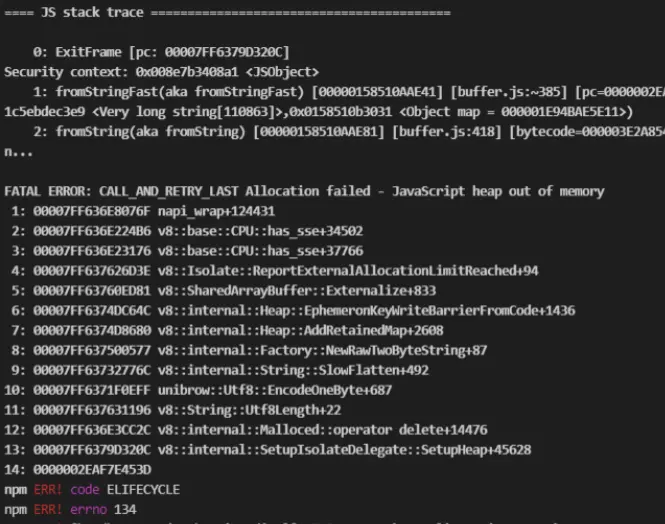 ==== JS stack trace =========================================
0: ExitFrame [pc: 00007FF6379D320C]
Security context: 0x008e7b3408a1 <JSObject>
1: fromStringFast(aka fromStringFast) [00000158510AAE41] [buffer.js:~385] [pc=0000002EA
1c5ebdec3e9 <Very long string[110863]>,0x0158510b3031 <Object map = 000001E94BAE5E11>)
2: fromString(aka fromString) [00000158510AAE81] [buffer.js:418] [bytecode=000003E2A854
n...
FATAL ERROR: CALL_AND_RETRY_LAST Allocation failed - JavaScript heap out of memory
1: 00007FF636E8076F napi_wrap+124431
2: 00007FF636E224B6 v8::base::CPU::has_sse+34502
3: 00007FF636E23176 v8::base::CPU::has_sse+37766
4: 00007FF637626D3E v8::Isolate::ReportExternalAllocationLimitReached+94
5: 00007FF63760ED81 v8::SharedArrayBuffer::Externalize+833
6: 00007FF6374DC64C v8::internal::Heap::EphemeronKeyWriteBarrierFromCode+1436
7: 00007FF6374D8680 v8::internal::Heap::AddRetainedMap+2608
8: 00007FF637500577 v8::internal::Factory::NewRawTwoByteString+87
9: 00007FF63732776C v8::internal::String::SlowFlatten+492
10: 00007FF6371F0EFF unibrow::Utf8::EncodeOneByte+687
11: 00007FF637631196 v8::String::Utf8Length+22
12: 00007FF636E3CC2C v8::internal::Malloced::operator delete+14476
13: 00007FF6379D320C v8::internal::SetupIsolateDelegate::SetupHeap+45628
14: 0000002EAF7E453D
npm ERR! code ELIFECYCLE
npm ERR! errno 134